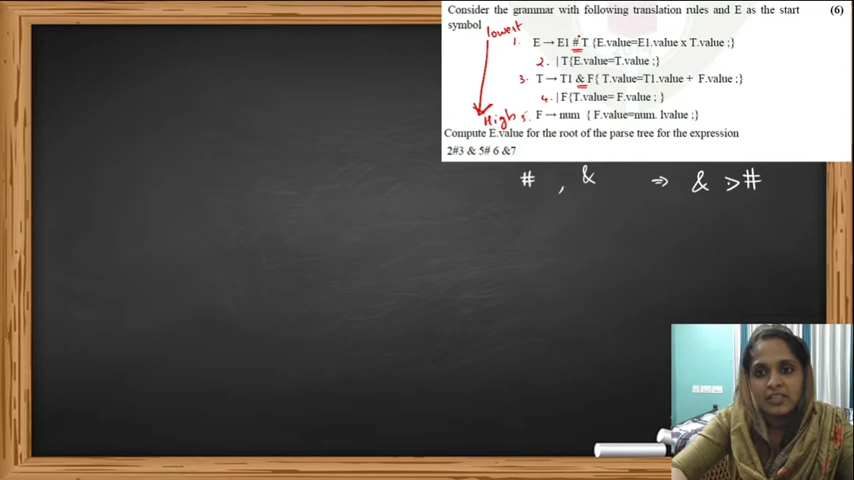 Consider the grammar with following translation rules and E as the start (6)
symbol lowest
1. E → E1 # T {E.value=E1.value x T.value ;}
2. | T{E.value=T.value ;}
3. T → T1 & F{ T.value=T1.value + F.value ;}
4. | F{T.value= F.value ; }
High 5. F → num { F.value=num. lvalue ;}
Compute E.value for the root of the parse tree for the expression
2#3 & 5# 6 &7
# , & ⇒ & ⋗ #